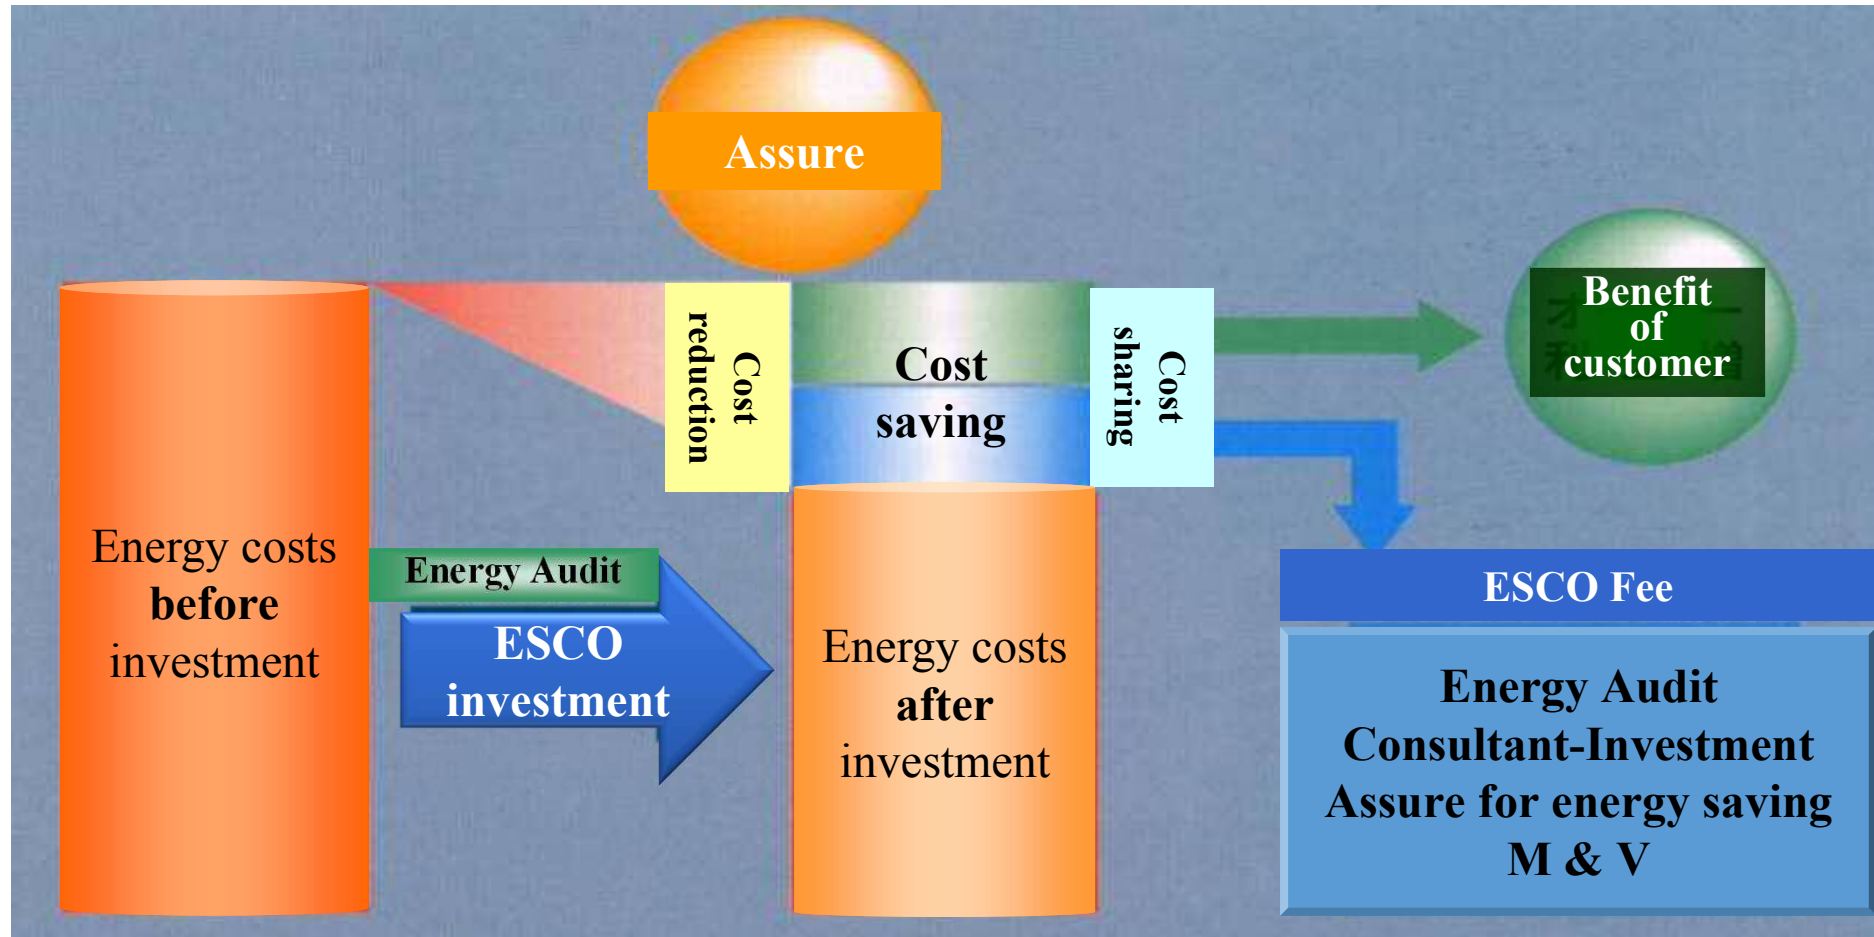 Assure
Energy costs
before
investment
Energy Audit
ESCO
investment
Cost
reduction
Cost
saving
Cost
sharing
Energy costs
after
investment
Benefit
of
customer
ESCO Fee
Energy Audit
Consultant-Investment
Assure for energy saving
M & V